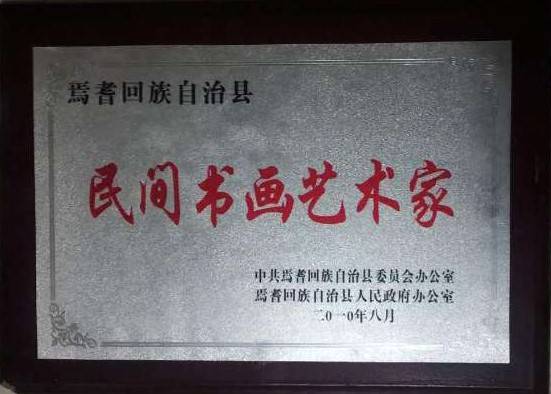 焉耆回族自治县
民间书画艺术家
中共焉耆回族自治县委员会办公室
焉耆回族自治县人民政府办公室
二o一o年八月